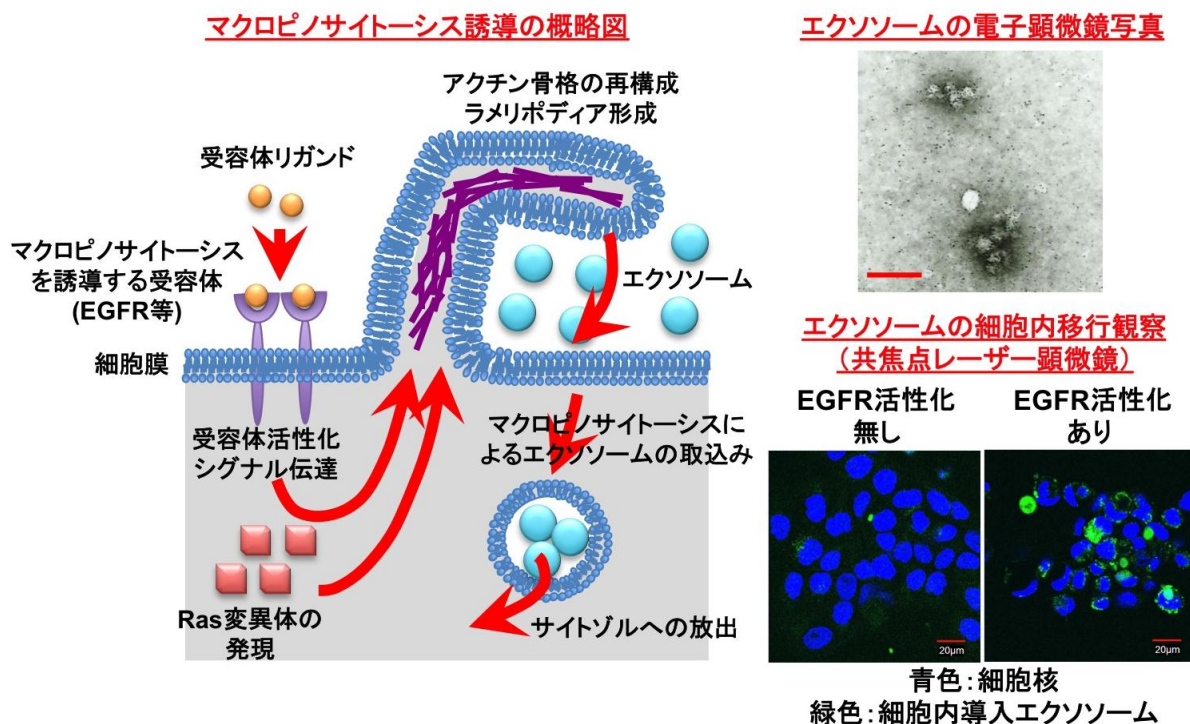 マクロピノサイトーシス誘導の概略図
アクチン骨格の再構成
ラメリポディア形成
受容体リガンド
マクロピノサイトーシス
を誘導する受容体
(EGFR等)
エクソソーム
細胞膜
受容体活性化
シグナル伝達
マクロピノサイトーシスに
よるエクソソームの取込み
Ras変異体の
発現
サイトゾルへの放出
エクソソームの電子顕微鏡写真
エクソソームの細胞内移行観察
（共焦点レーザー顕微鏡）
EGFR活性化
無し
EGFR活性化
あり
20μm
20μm
青色：細胞核
緑色：細胞内導入エクソソーム